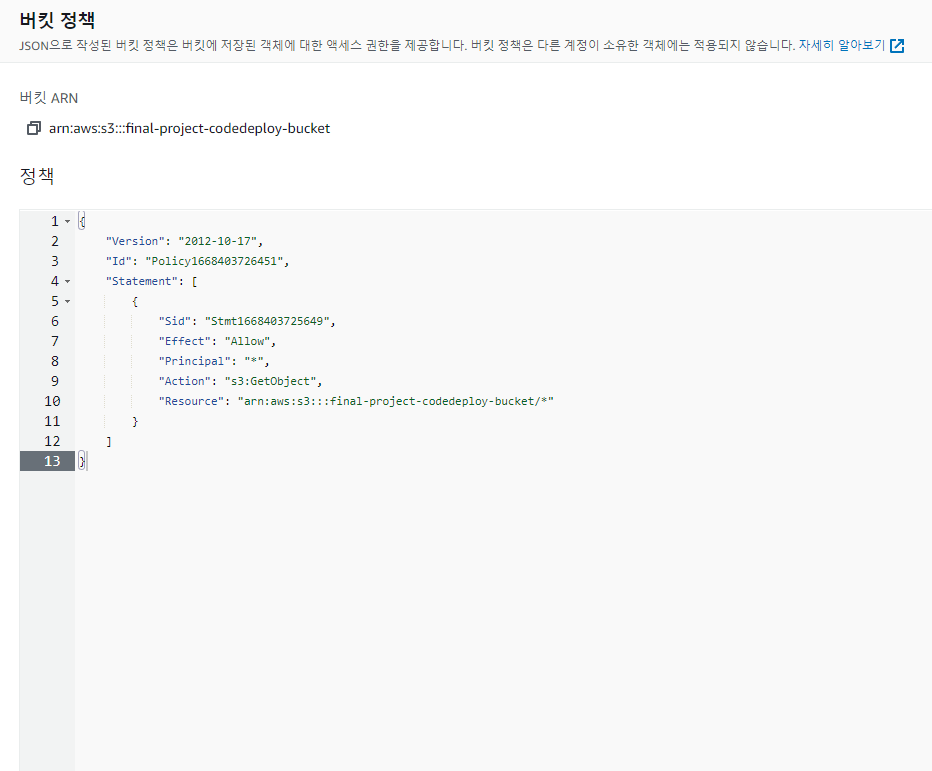 버킷 정책
JSON으로 작성된 버킷 정책은 버킷에 저장된 객체에 대한 액세스 권한을 제공합니다. 버킷 정책은 다른 계정이 소유한 객체에는 적용되지 않습니다. 자세히 알아보기
버킷 ARN
arn:aws:s3:::final-project-codedeploy-bucket
정책
1 {
2 "Version": "2012-10-17",
3 "Id": "Policy1668403726451",
4 "Statement": [
5 {
6 "Sid": "Stmt1668403725649",
7 "Effect": "Allow",
8 "Principal": "*",
9 "Action": "s3:GetObject",
10 "Resource": "arn:aws:s3:::final-project-codedeploy-bucket/*"
11 }
12 ]
13 }